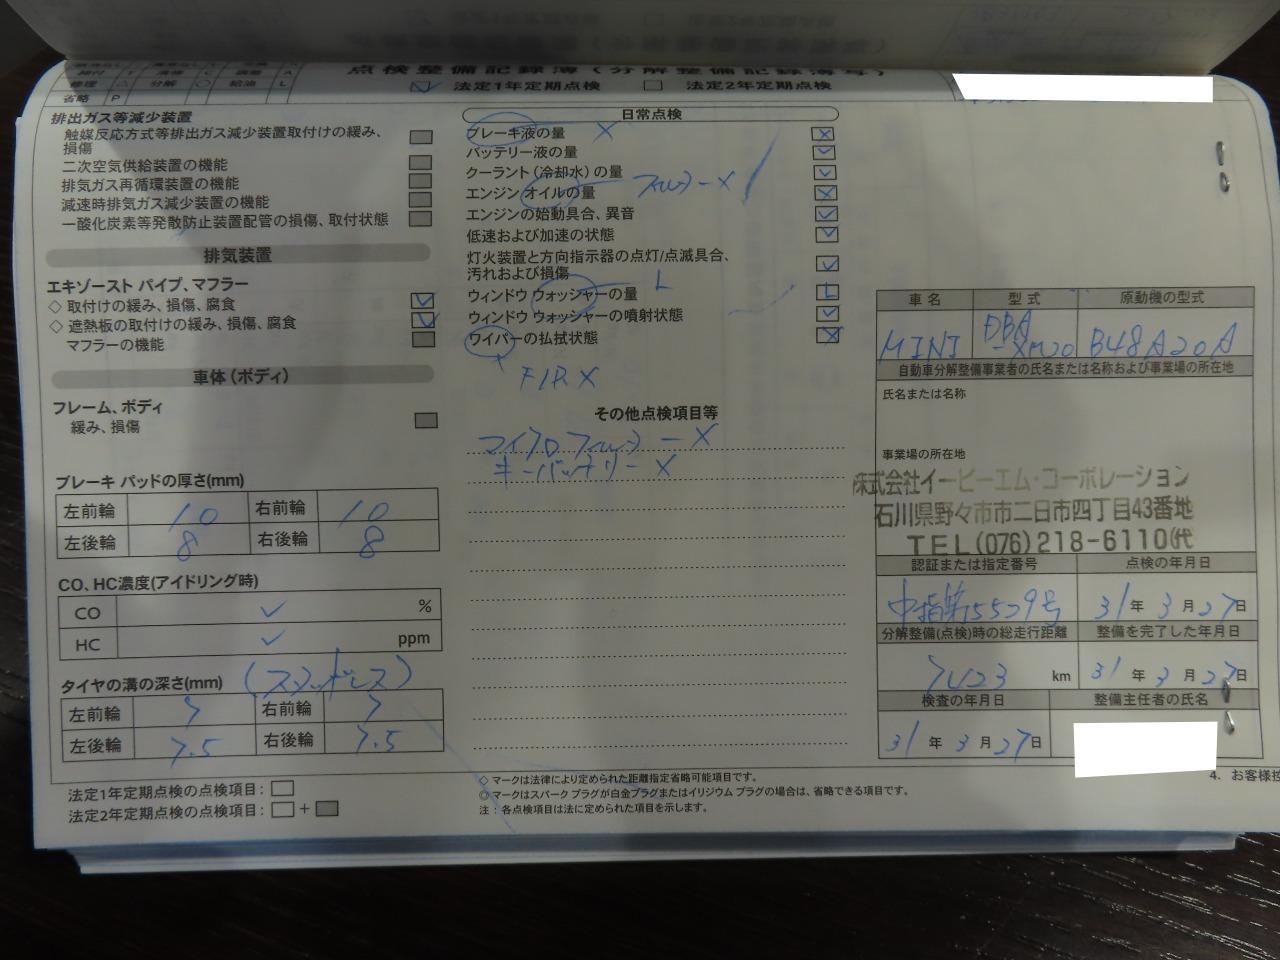 点検整備記録簿(分解整備記録簿写)
修理 △ 分解 ○ 給油 L
省略 P
法定1年定期点検
法定2年定期点検
排出ガス等減少装置
触媒反応方式等排出ガス減少装置取付けの緩み、
損傷
二次空気供給装置の機能
排気ガス再循環装置の機能
減速時排気ガス減少装置の機能
一酸化炭素等発散防止装置配管の損傷、取付状態
排気装置
エキゾースト パイプ、マフラー
◇ 取付けの緩み、損傷、腐食
◇ 遮熱板の取付けの緩み、損傷、腐食
マフラーの機能
車体(ボディ)
フレーム、ボディ
緩み、損傷
ブレーキ パッドの厚さ(mm)
左前輪 10 右前輪 10
左後輪 8 右後輪 8
CO、HC濃度(アイドリング時)
CO ✓ %
HC ✓ ppm
タイヤの溝の深さ(mm) (スタッドレス)
左前輪 右前輪
左後輪 7.5 右後輪 7.5
法定1年定期点検の点検項目:
法定2年定期点検の点検項目: +
日常点検
ブレーキ液の量 X
バッテリー液の量
クーラント(冷却水)の量
エンジン オイルの量 フィルター X
エンジンの始動具合、異音
低速および加速の状態
灯火装置と方向指示器の点灯/点滅具合、
汚れおよび損傷
ウィンドウ ウォッシャーの量 L
ウィンドウ ウォッシャーの噴射状態
ワイパーの払拭状態
F/R X
その他点検項目等
マイクロフィルター X
キーバッテリー X
◇ マークは法律により定められた距離指定省略可能項目です。
◎ マークはスパーク プラグが白金プラグまたはイリジウム プラグの場合は、省略できる項目です。
注 : 各点検項目は法に定められた項目を示します。
車名 型式 原動機の型式
MINI DBA-XM20 B48A20A
自動車分解整備事業者の氏名または名称および事業場の所在地
氏名または名称
事業場の所在地
株式会社イービーエム・コーポレーション
石川県野々市市二日市四丁目43番地
TEL(076)218-6110(代
認証または指定番号 点検の年月日
中指第5529号 31年 3月 27日
分解整備(点検)時の総走行距離 整備を完了した年月日
km 31年 3月 27日
検査の年月日 整備主任者の氏名
31年 3月 27日
4. お客様控